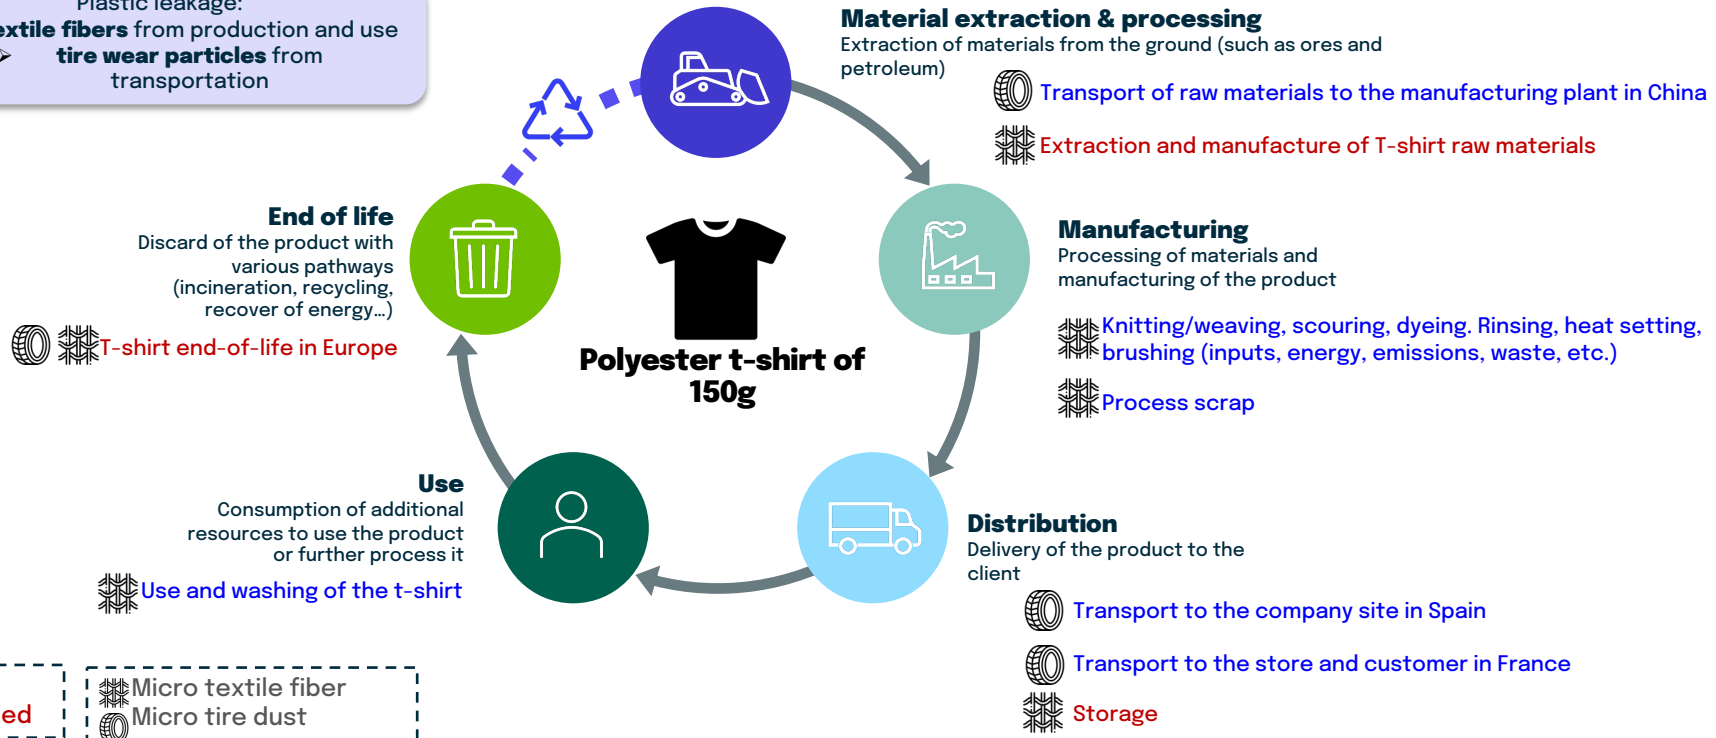 Plastic leakage:
extile fibers from production and use
tire wear particles from
transportation
Material extraction & processing
Extraction of materials from the ground (such as ores and
petroleum)
Transport of raw materials to the manufacturing plant in China
Extraction and manufacture of T-shirt raw materials
End of life
Discard of the product with
various pathways
(incineration, recycling,
recover of energy...)
T-shirt end-of-life in Europe
Manufacturing
Processing of materials and
manufacturing of the product
Knitting/weaving, scouring, dyeing. Rinsing, heat setting,
brushing (inputs, energy, emissions, waste, etc.)
Process scrap
Polyester t-shirt of
150g
Use
Consumption of additional
resources to use the product
or further process it
Use and washing of the t-shirt
Distribution
Delivery of the product to the
client
Transport to the company site in Spain
Transport to the store and customer in France
Storage
ed
Micro textile fiber
Micro tire dust